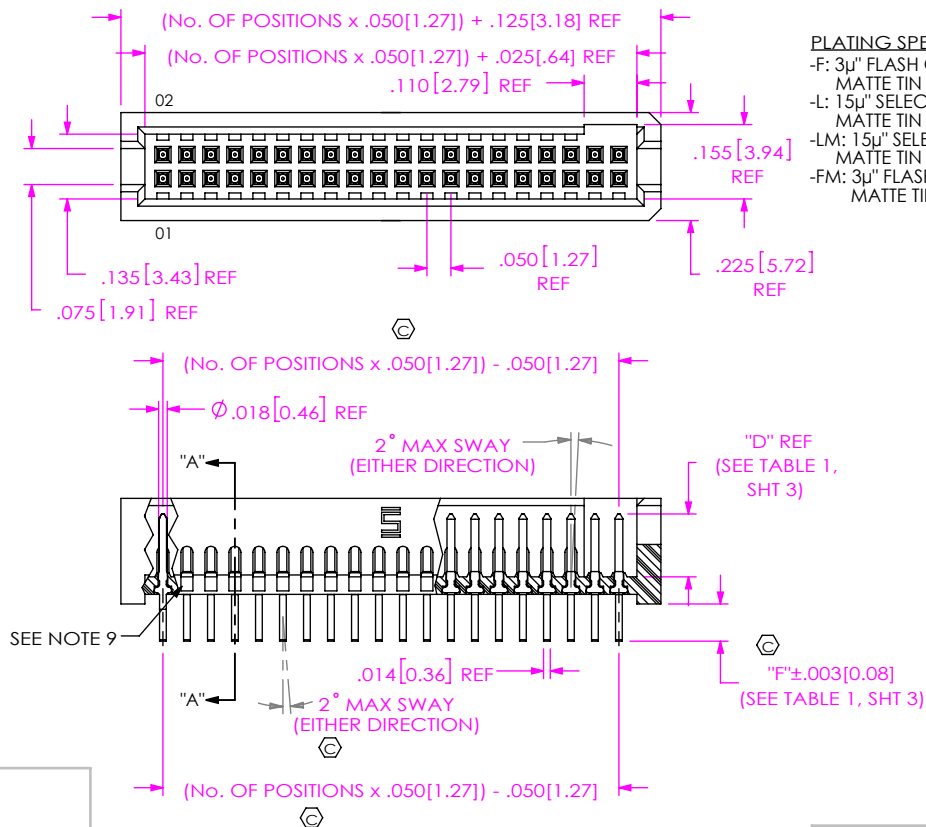 (No. OF POSITIONS x .050[1.27]) + .125[3.18] REF
(No. OF POSITIONS x .050[1.27]) + .025[.64] REF
.110[2.79] REF
PLATING SPE
-F: 3µ" FLASH
MATTE TIN
-L: 15µ" SELEC
MATTE TIN
-LM: 15µ" SELE
MATTE TIN
-FM: 3µ" FLAS
MATTE TI
02
.155[3.94]
REF
01
.135[3.43] REF
.075[1.91] REF
.050[1.27]
REF
.225[5.72]
REF
C
(No. OF POSITIONS x .050[1.27]) - .050[1.27]
Ø.018[0.46] REF
2° MAX SWAY
(EITHER DIRECTION)
"D" REF
(SEE TABLE 1,
SHT 3)
"A"
SEE NOTE 9
.014[0.36] REF
C
"F"±.003[0.08]
(SEE TABLE 1, SHT 3)
"A"
2° MAX SWAY
(EITHER DIRECTION)
C
(No. OF POSITIONS x .050[1.27]) - .050[1.27]
C